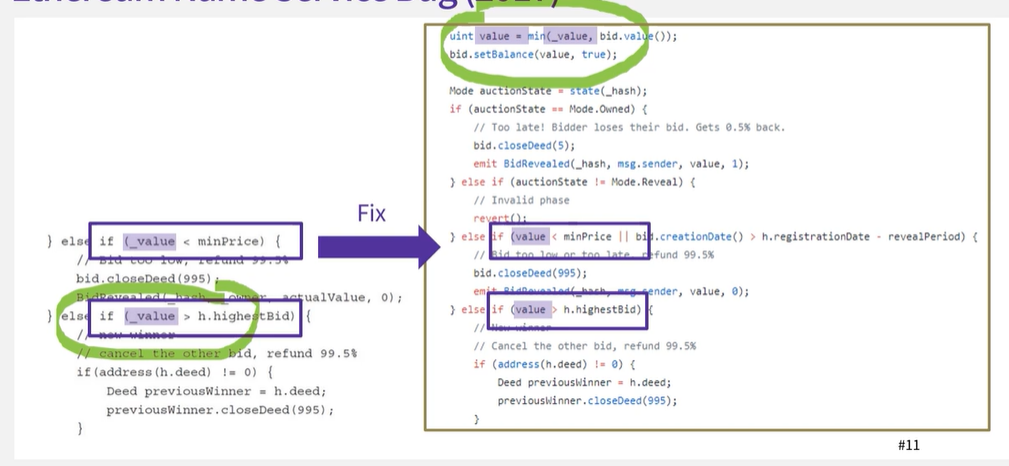 Ethereum Name Service Bug (2017)
} else if (_value < minPrice) {
// Bid too low, refund 99.5%
bid.closeDeed(995);
BidRevealed(_hash, _owner, actualValue, 0);
} else if (_value > h.highestBid) {
// new winner
// cancel the other bid, refund 99.5%
if(address(h.deed) != 0) {
Deed previousWinner = h.deed;
previousWinner.closeDeed(995);
}
Fix
uint value = min(_value, bid.value());
bid.setBalance(value, true);
Mode auctionState = state(_hash);
if (auctionState == Mode.Owned) {
// Too late! Bidder loses their bid. Gets 0.5% back.
bid.closeDeed(5);
emit BidRevealed(_hash, msg.sender, value, 1);
} else if (auctionState != Mode.Reveal) {
// Invalid phase
revert();
} else if (value < minPrice || bid.creationDate() > h.registrationDate - revealPeriod) {
// Bid too low or too late, refund 99.5%
bid.closeDeed(995);
emit BidRevealed(_hash, msg.sender, value, 0);
} else if (value > h.highestBid) {
// New winner
// Cancel the other bid, refund 99.5%
if (address(h.deed) != 0) {
Deed previousWinner = h.deed;
previousWinner.closeDeed(995);
}
#11